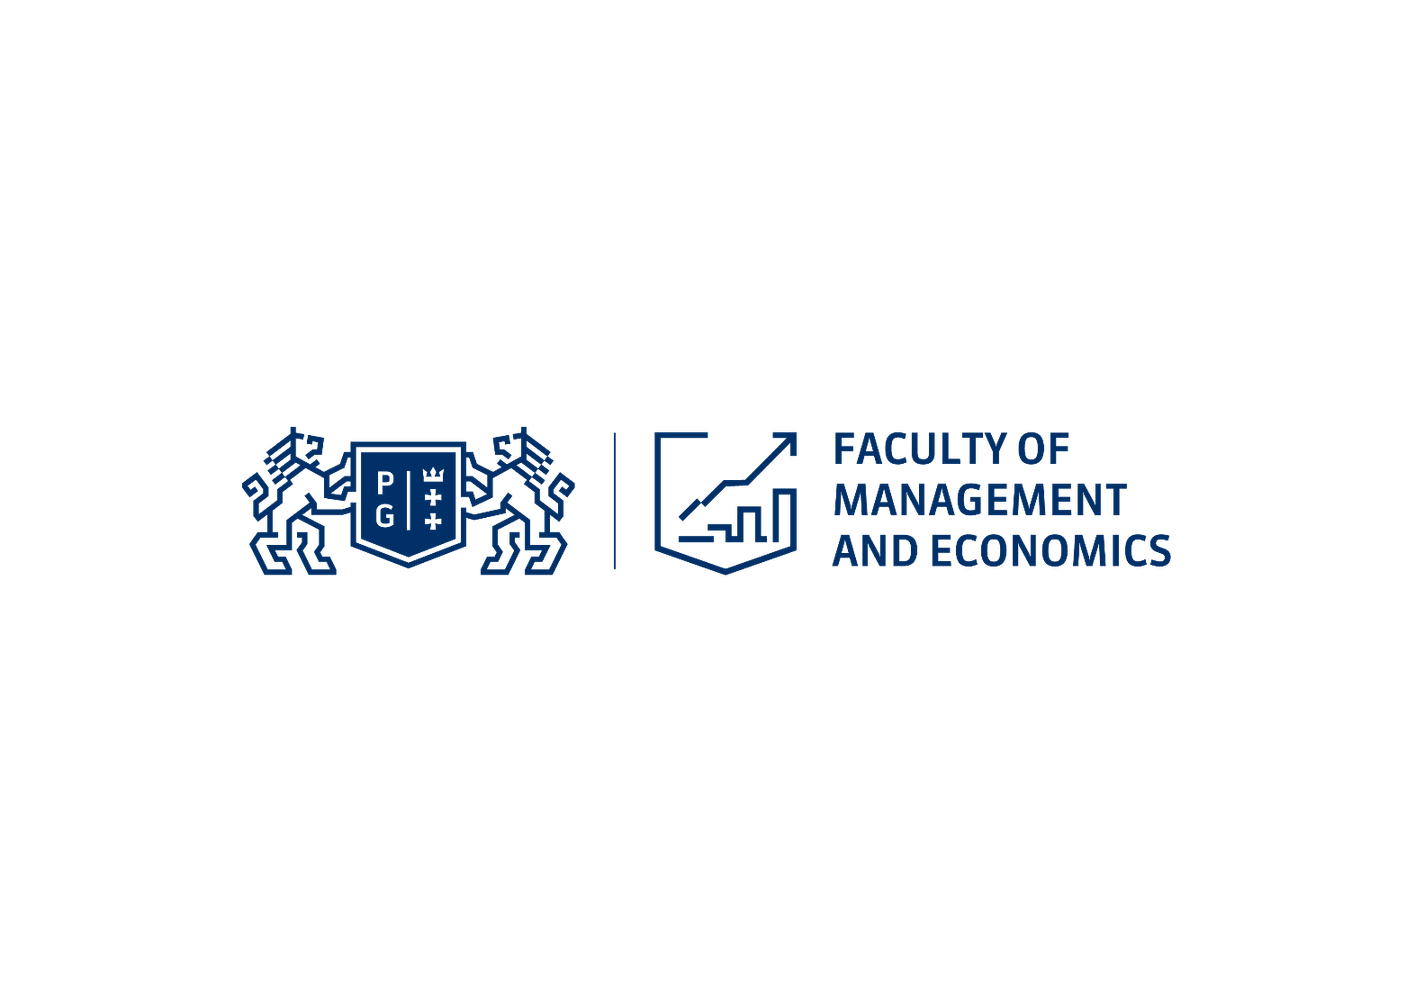 P
G
FACULTY OF
MANAGEMENT
AND ECONOMICS